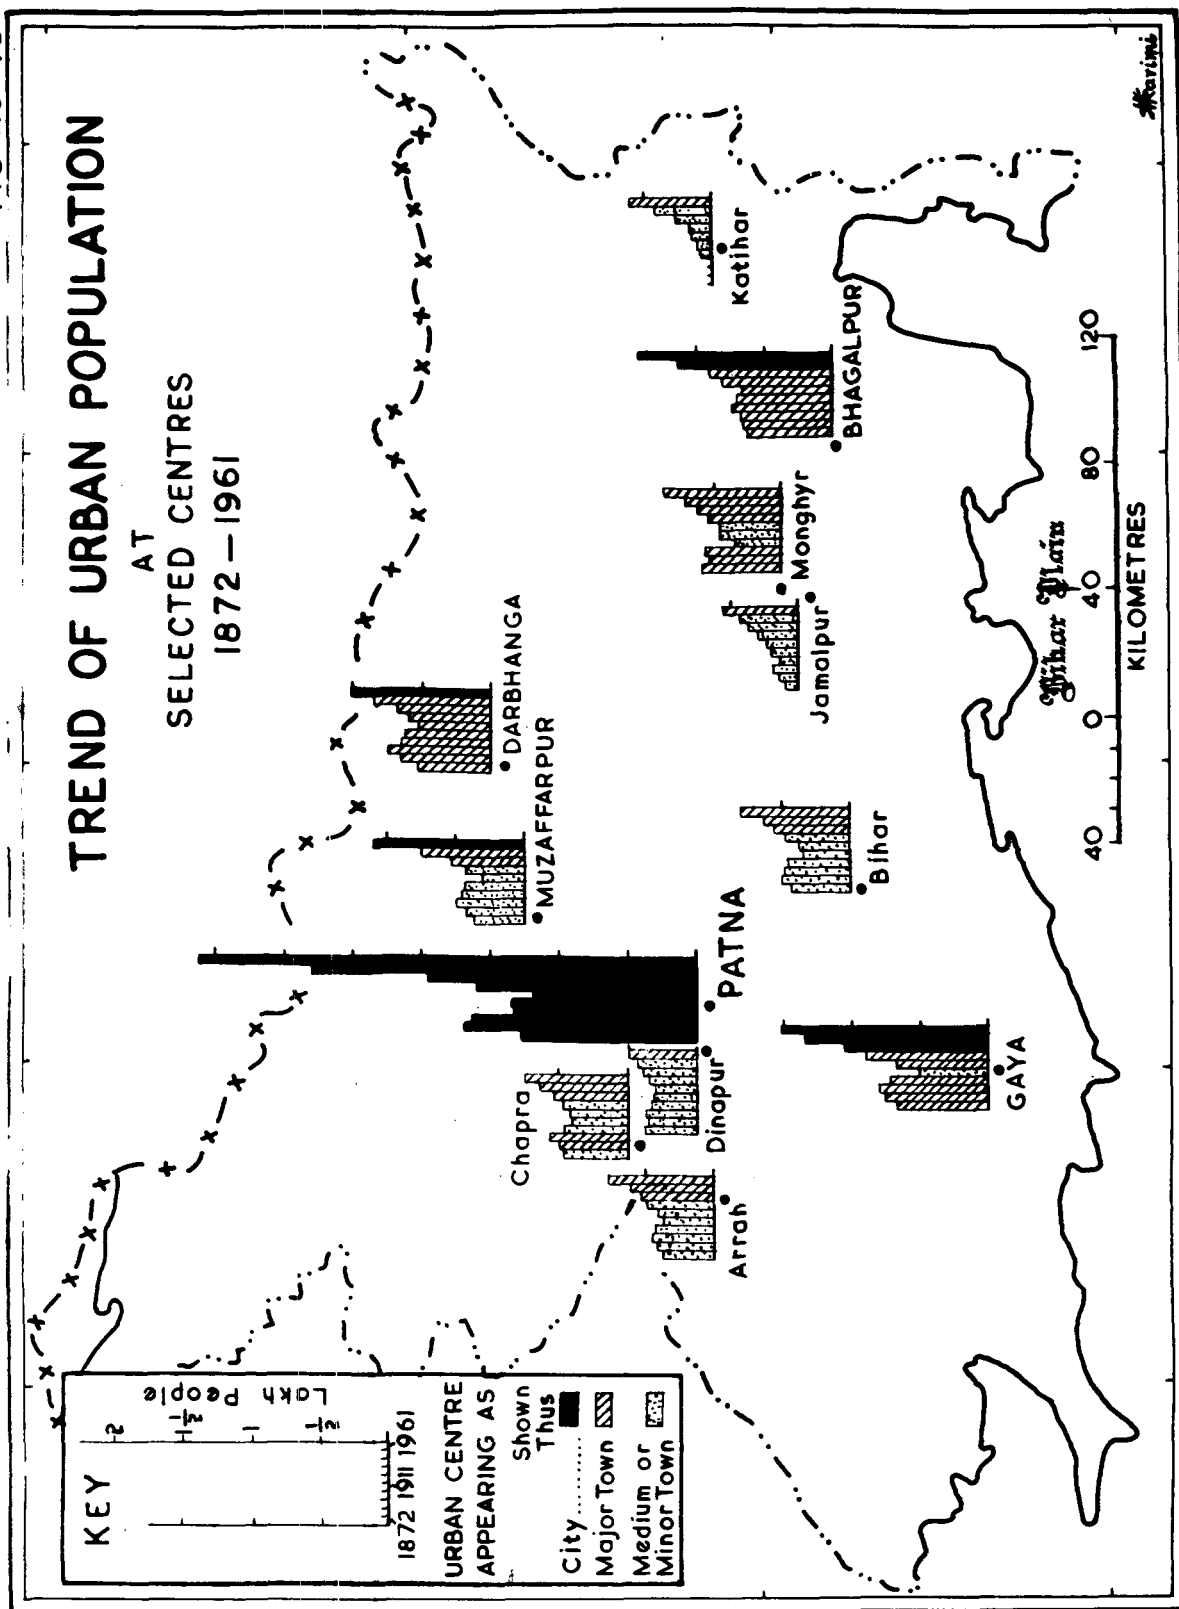 TREND OF URBAN POPULATION
AT
SELECTED CENTRES
1872—1961
DARBHANGA
MUZAFFARPUR
PATNA
Dinapur
Chapra
Arrah
GAYA
Bihar
Jamalpur
Monghyr
BHAGALPUR
Katihar
KEY
2
1½
1
½
Lakh People
1872 1911 1961
URBAN CENTRE
APPEARING AS
Shown
Thus
City
Major Town
Medium or
Minor Town
Bihar Plain
40 0 40 80 120
KILOMETRES
Karimi